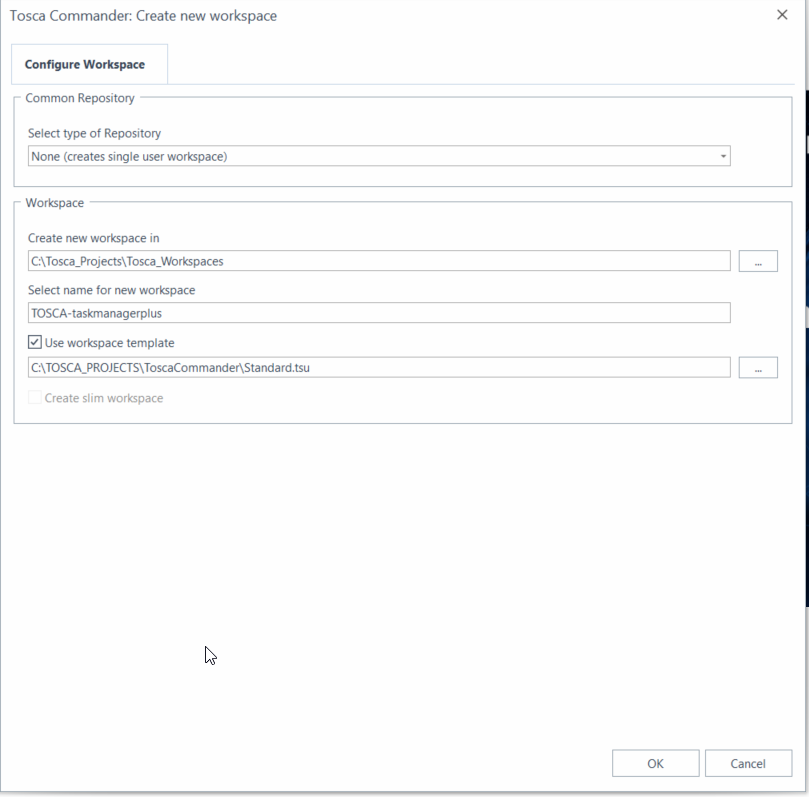 Tosca Commander: Create new workspace
Configure Workspace
Common Repository
Select type of Repository
None (creates single user workspace)
Workspace
Create new workspace in
C:\Tosca_Projects\Tosca_Workspaces
...
Select name for new workspace
TOSCA-taskmanagerplus
Use workspace template
C:\TOSCA_PROJECTS\ToscaCommander\Standard.tsu
...
Create slim workspace
OK
Cancel